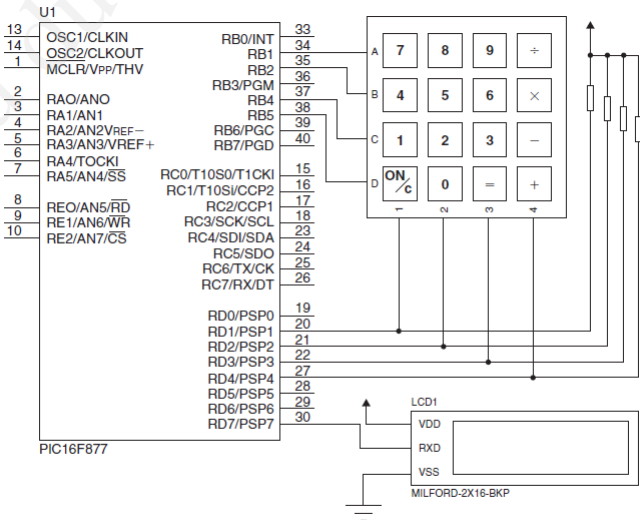 U1
13 OSC1/CLKIN
14 OSC2/CLKOUT
1 MCLR/VPP/THV
2 RAO/ANO
3 RA1/AN1
4 RA2/AN2VREF−
5 RA3/AN3/VREF+
6 RA4/TOCKI
7 RA5/AN4/SS
8 REO/AN5/RD
9 RE1/AN6/WR
10 RE2/AN7/CS
RB0/INT 33
RB1 34
RB2 35
RB3/PGM 36
RB4 37
RB5 38
RB6/PGC 39
RB7/PGD 40
RC0/T10S0/T1CKI 15
RC1/T10SI/CCP2 16
RC2/CCP1 17
RC3/SCK/SCL 18
RC4/SDI/SDA 23
RC5/SDO 24
RC6/TX/CK 25
RC7/RX/DT 26
RD0/PSP0 19
RD1/PSP1 20
RD2/PSP2 21
RD3/PSP3 22
RD4/PSP4 27
RD5/PSP5 28
RD6/PSP6 29
RD7/PSP7 30
PIC16F877
A 7 8 9 ÷
B 4 5 6 ×
C 1 2 3 −
D ON/C 0 = +
1 2 3 4
LCD1
VDD
RXD
VSS
MILFORD-2X16-BKP